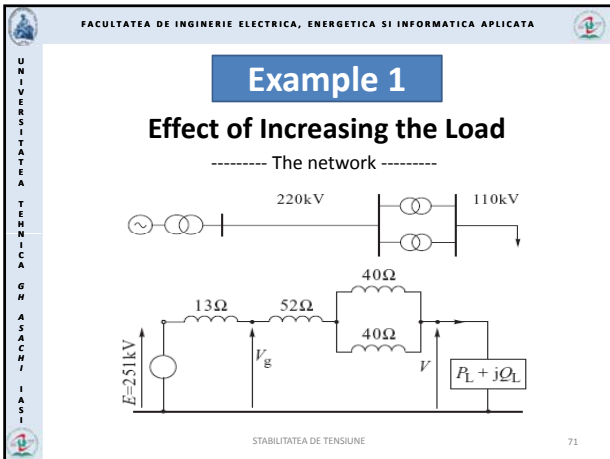 FACULTATEA DE INGINERIE ELECTRICA, ENERGETICA SI INFORMATICA APLICATA
UNIVERSITATEA TEHNICA GH ASACHI IASI
Example 1
Effect of Increasing the Load
--------- The network ---------
220kV 110kV
40Ω
13Ω 52Ω
40Ω
E=251kV
Vg
V
PL + jQL
STABILITATEA DE TENSIUNE 71